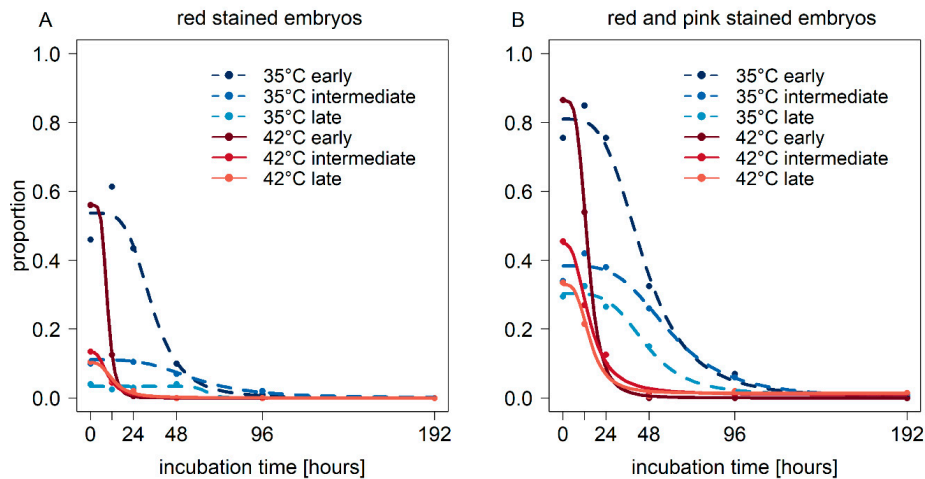 A
red stained embryos
proportion
1.0
0.8
0.6
0.4
0.2
0.0
35°C early
35°C intermediate
35°C late
42°C early
42°C intermediate
42°C late
0
24
48
96
192
incubation time [hours]
B
red and pink stained embryos
1.0
0.8
0.6
0.4
0.2
0.0
35°C early
35°C intermediate
35°C late
42°C early
42°C intermediate
42°C late
0
24
48
96
192
incubation time [hours]